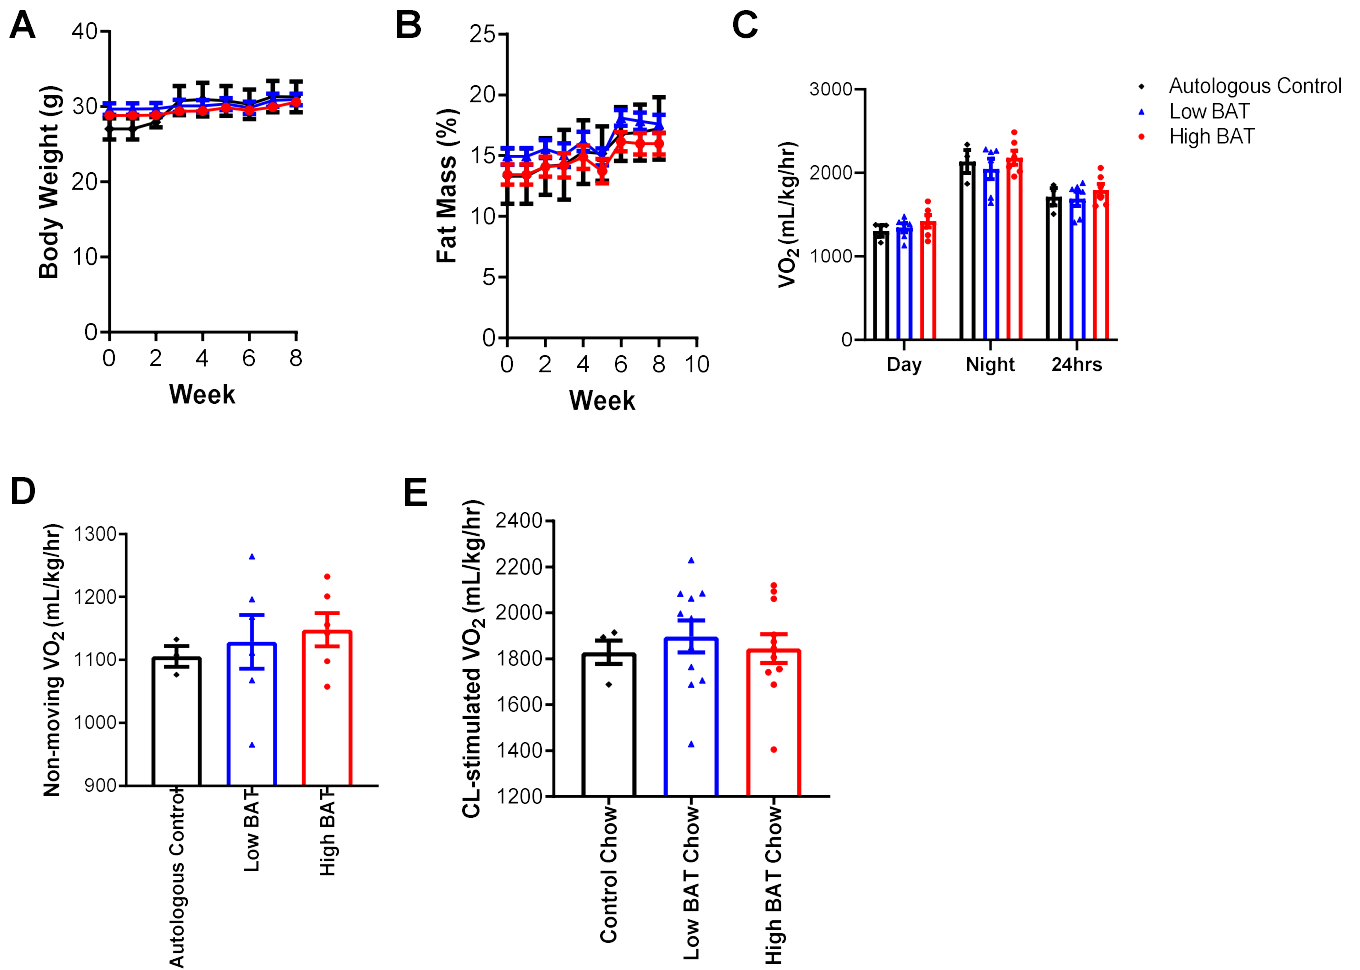 A
Body Weight (g)
40
30
20
10
0
0 2 4 6 8
Week
B
Fat Mass (%)
25
20
15
10
5
0
0 2 4 6 8 10
Week
C
VO2 (mL/kg/hr)
3000
2000
1000
0
Day Night 24hrs
Autologous Control
Low BAT
High BAT
D
Non-moving VO2 (mL/kg/hr)
1300
1200
1100
1000
900
Autologous Control
Low BAT
High BAT
E
CL-stimulated VO2 (mL/kg/hr)
2400
2200
2000
1800
1600
1400
1200
Control Chow
Low BAT Chow
High BAT Chow